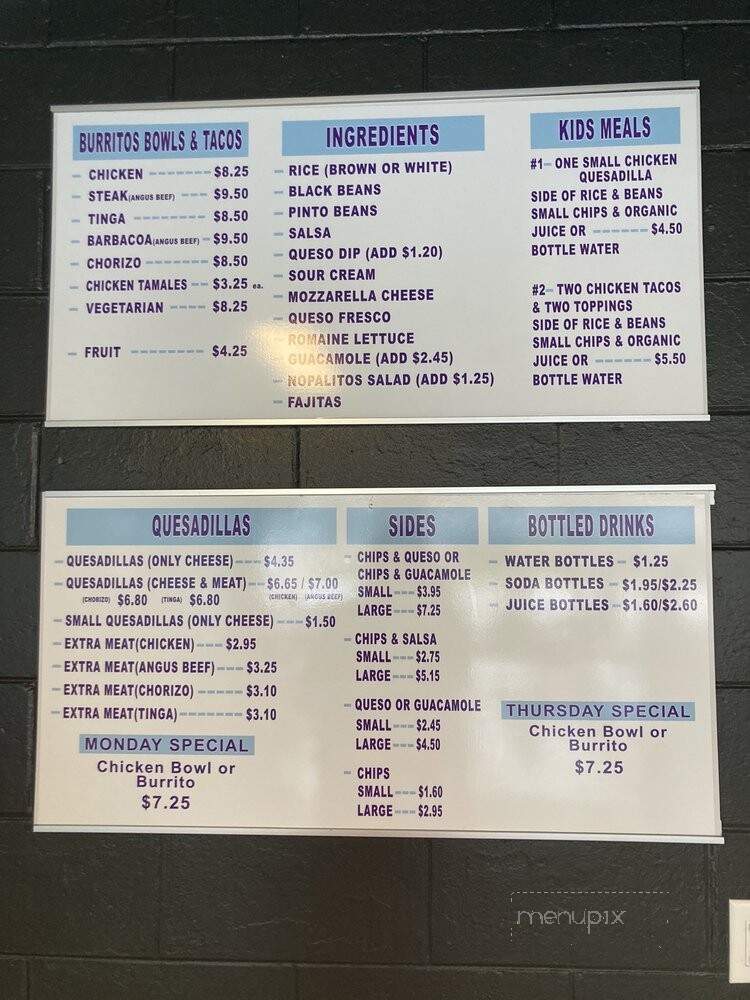 BURRITOS BOWLS & TACOS
CHICKEN $8.25
STEAK(ANGUS BEEF) $9.50
TINGA $8.50
BARBACOA(ANGUS BEEF) $9.50
CHORIZO $8.50
CHICKEN TAMALES $3.25 ea.
VEGETARIAN $8.25
FRUIT $4.25
INGREDIENTS
RICE (BROWN OR WHITE)
BLACK BEANS
PINTO BEANS
SALSA
QUESO DIP (ADD $1.20)
SOUR CREAM
MOZZARELLA CHEESE
QUESO FRESCO
ROMAINE LETTUCE
GUACAMOLE (ADD $2.45)
NOPALITOS SALAD (ADD $1.25)
FAJITAS
KIDS MEALS
#1- ONE SMALL CHICKEN
QUESADILLA
SIDE OF RICE & BEANS
SMALL CHIPS & ORGANIC
JUICE OR $4.50
BOTTLE WATER
#2- TWO CHICKEN TACOS
& TWO TOPPINGS
SIDE OF RICE & BEANS
SMALL CHIPS & ORGANIC
JUICE OR $5.50
BOTTLE WATER
QUESADILLAS
QUESADILLAS (ONLY CHEESE) $4.35
QUESADILLAS (CHEESE & MEAT) $6.65 / $7.00
(CHORIZO) $6.80 (TINGA) $6.80 (CHICKEN) (ANGUS BEEF)
SMALL QUESADILLAS (ONLY CHEESE) $1.50
EXTRA MEAT(CHICKEN) $2.95
EXTRA MEAT(ANGUS BEEF) $3.25
EXTRA MEAT(CHORIZO) $3.10
EXTRA MEAT(TINGA) $3.10
MONDAY SPECIAL
Chicken Bowl or
Burrito
$7.25
SIDES
CHIPS & QUESO OR
CHIPS & GUACAMOLE
SMALL $3.95
LARGE $7.25
CHIPS & SALSA
SMALL $2.75
LARGE $5.15
QUESO OR GUACAMOLE
SMALL $2.45
LARGE $4.50
CHIPS
SMALL $1.60
LARGE $2.95
BOTTLED DRINKS
WATER BOTTLES $1.25
SODA BOTTLES $1.95/$2.25
JUICE BOTTLES $1.60/$2.60
THURSDAY SPECIAL
Chicken Bowl or
Burrito
$7.25
menupix